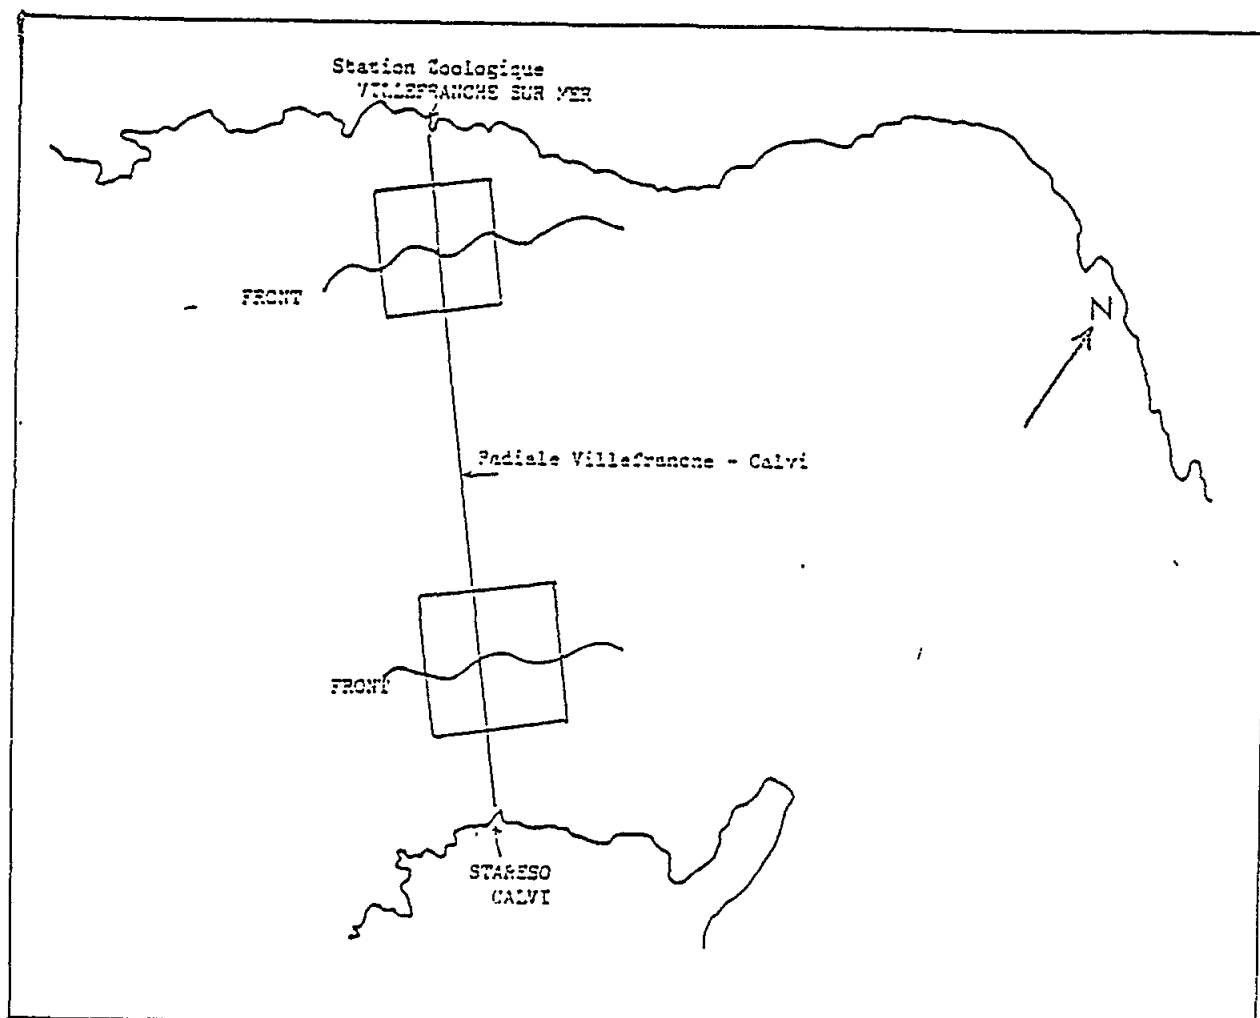 Station Zoologique
VILLEFRANCHE SUR MER
FRONT
N
Radiale Villefranche - Calvi
FRONT
STARESO
CALVI